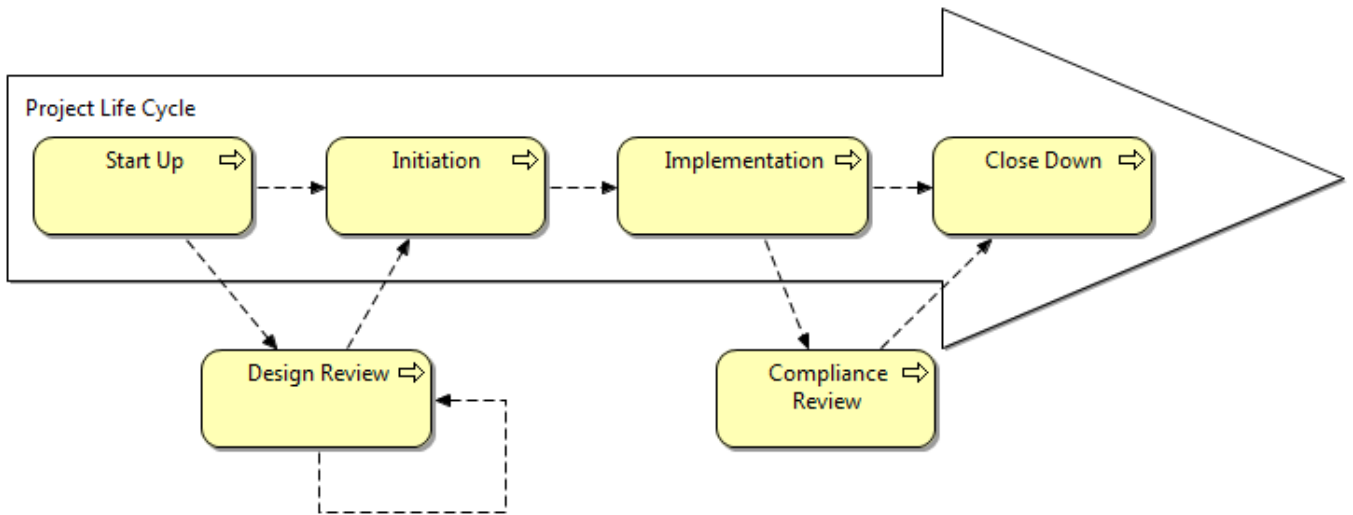 Project Life Cycle
Start Up
Initiation
Implementation
Close Down
Design Review
Compliance
Review